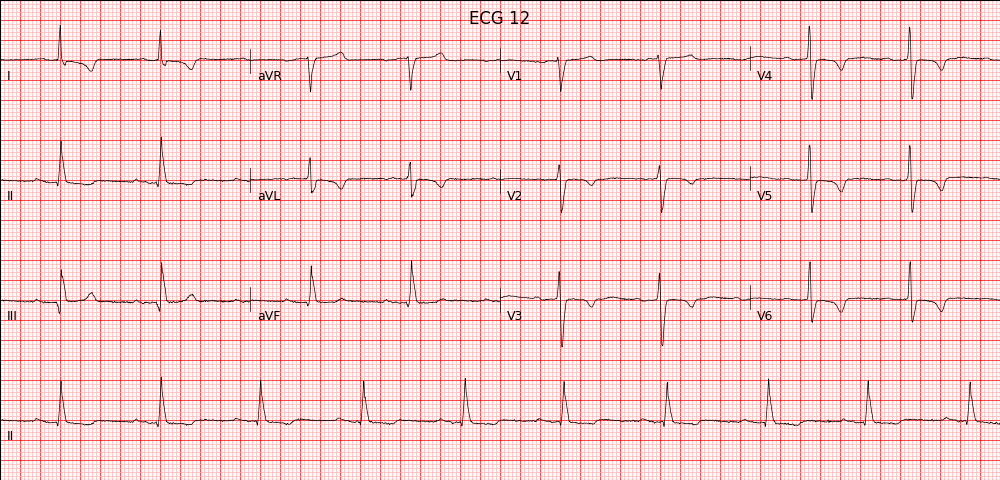 ECG 12
I aVR V1 V4
II aVL V2 V5
III aVF V3 V6
II